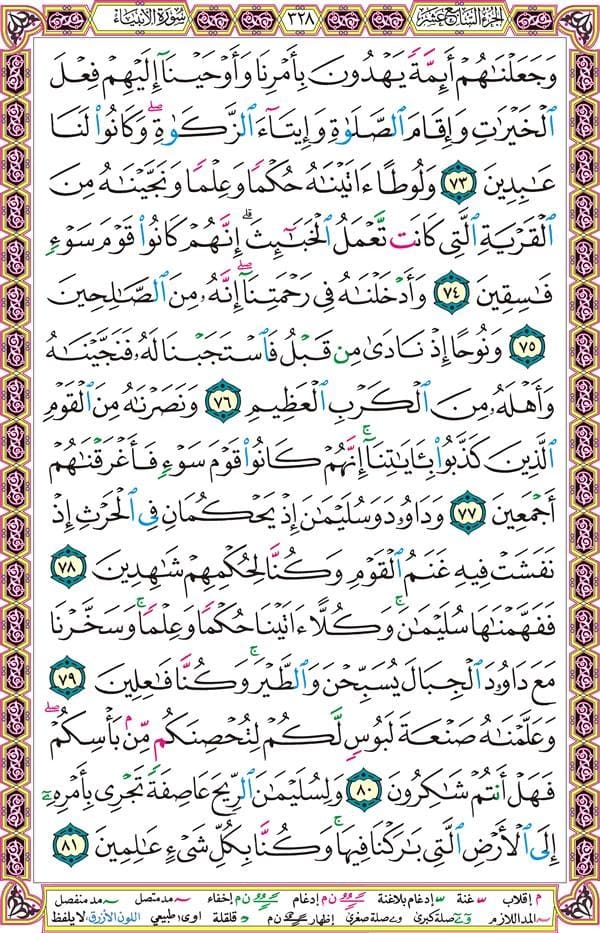 الجزء السابع عشر ٣٢٨ سورة الأنبياء
وَجَعَلْنَٰهُمْ أَئِمَّةً يَهْدُونَ بِأَمْرِنَا وَأَوْحَيْنَآ إِلَيْهِمْ فِعْلَ
ٱلْخَيْرَٰتِ وَإِقَامَ ٱلصَّلَوٰةِ وَإِيتَآءَ ٱلزَّكَوٰةِ ۖ وَكَانُوا۟ لَنَا
عَٰبِدِينَ ٧٣ وَلُوطًا ءَاتَيْنَٰهُ حُكْمًا وَعِلْمًا وَنَجَّيْنَٰهُ مِنَ
ٱلْقَرْيَةِ ٱلَّتِى كَانَت تَّعْمَلُ ٱلْخَبَٰٓئِثَ ۗ إِنَّهُمْ كَانُوا۟ قَوْمَ سَوْءٍ
فَٰسِقِينَ ٧٤ وَأَدْخَلْنَٰهُ فِى رَحْمَتِنَآ ۖ إِنَّهُۥ مِنَ ٱلصَّٰلِحِينَ
٧٥ وَنُوحًا إِذْ نَادَىٰ مِن قَبْلُ فَٱسْتَجَبْنَا لَهُۥ فَنَجَّيْنَٰهُ
وَأَهْلَهُۥ مِنَ ٱلْكَرْبِ ٱلْعَظِيمِ ٧٦ وَنَصَرْنَٰهُ مِنَ ٱلْقَوْمِ
ٱلَّذِينَ كَذَّبُوا۟ بِـَٔايَٰتِنَآ ۚ إِنَّهُمْ كَانُوا۟ قَوْمَ سَوْءٍ فَأَغْرَقْنَٰهُمْ
أَجْمَعِينَ ٧٧ وَدَاوُۥدَ وَسُلَيْمَٰنَ إِذْ يَحْكُمَانِ فِى ٱلْحَرْثِ إِذْ
نَفَشَتْ فِيهِ غَنَمُ ٱلْقَوْمِ وَكُنَّا لِحُكْمِهِمْ شَٰهِدِينَ ٧٨
فَفَهَّمْنَٰهَا سُلَيْمَٰنَ ۚ وَكُلًّا ءَاتَيْنَا حُكْمًا وَعِلْمًا ۚ وَسَخَّرْنَا
مَعَ دَاوُۥدَ ٱلْجِبَالَ يُسَبِّحْنَ وَٱلطَّيْرَ ۚ وَكُنَّا فَٰعِلِينَ ٧٩
وَعَلَّمْنَٰهُ صَنْعَةَ لَبُوسٍ لَّكُمْ لِتُحْصِنَكُم مِّنۢ بَأْسِكُمْ ۖ
فَهَلْ أَنتُمْ شَٰكِرُونَ ٨٠ وَلِسُلَيْمَٰنَ ٱلرِّيحَ عَاصِفَةً تَجْرِى بِأَمْرِهِۦٓ
إِلَى ٱلْأَرْضِ ٱلَّتِى بَٰرَكْنَا فِيهَا ۚ وَكُنَّا بِكُلِّ شَىْءٍ عَٰلِمِينَ ٨١
م إقلاب غنة إدغام بلاغنة ن م إدغام إخفاء مد متصل مد منفصل
المد اللازم صلة كبرى صلة صغرى إظهار ن م قلقلة طبيعي اللون الأزرق: لا يلفظ